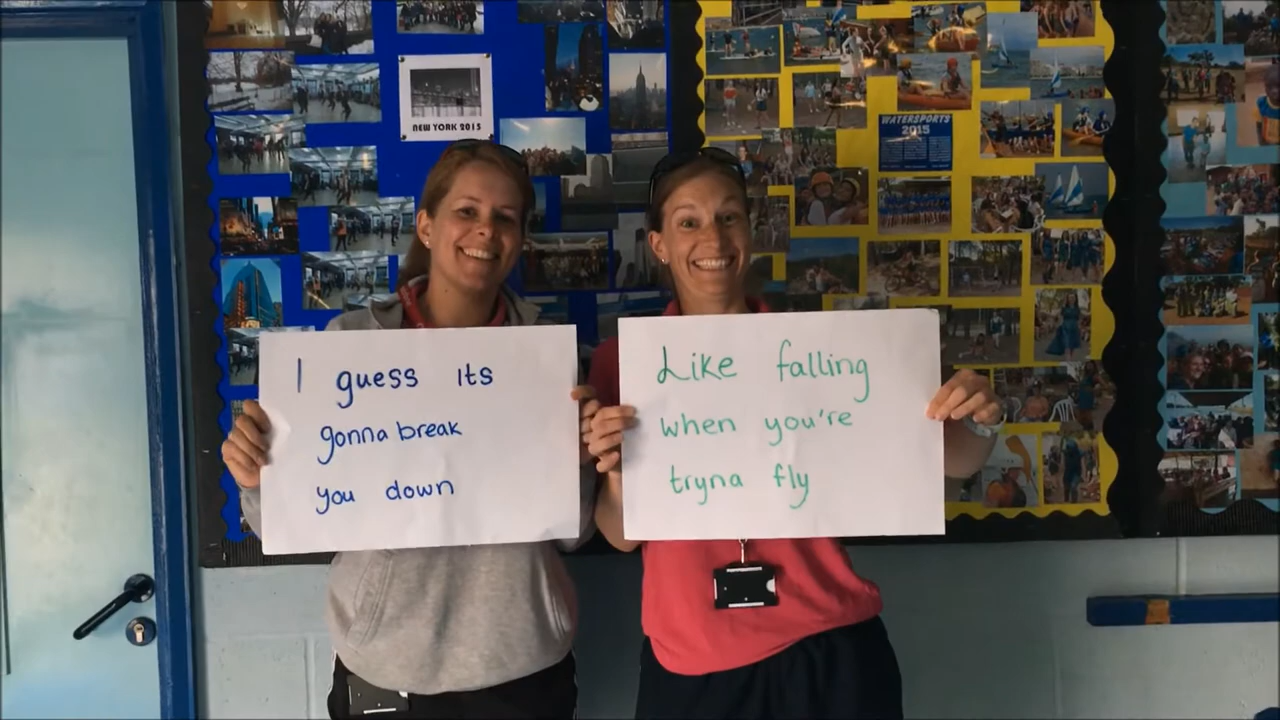 NEW YORK 2015
WATERSPORTS
2015
I guess its
gonna break
you down
Like falling
when you're
tryna fly